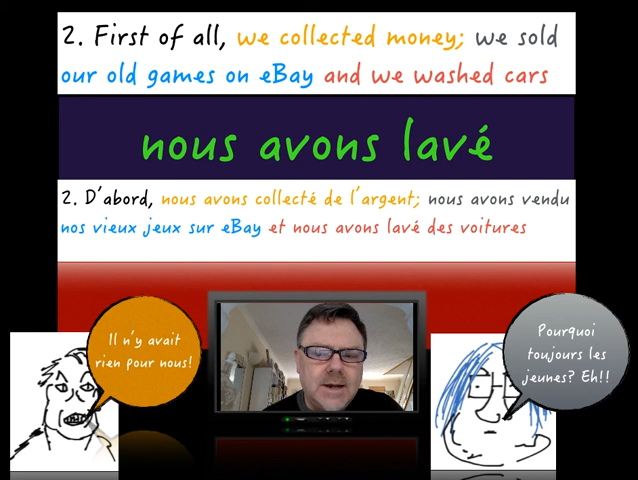 2. First of all, we collected money; we sold
our old games on eBay and we washed cars
nous avons lavé
2. D'abord, nous avons collecté de l'argent; nous avons vendu
nos vieux jeux sur eBay et nous avons lavé des voitures
Il n'y avait
rien pour nous!
Pourquoi
toujours les
jeunes? Eh!!